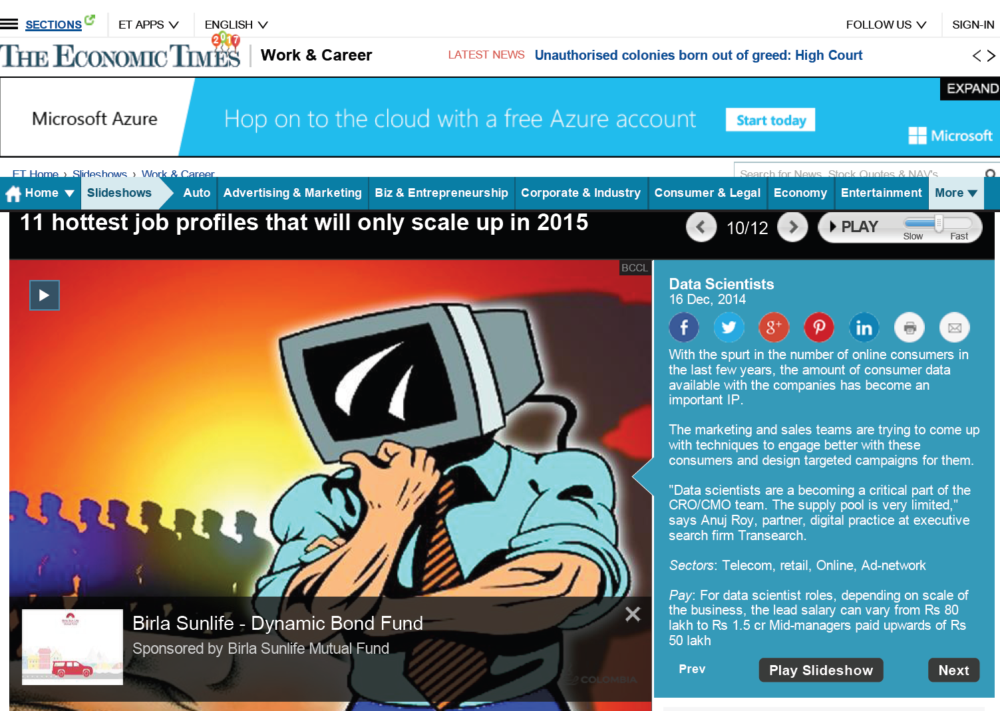 SECTIONS ET APPS ENGLISH FOLLOW US SIGN-IN
2017
THE ECONOMIC TIMES Work & Career LATEST NEWS Unauthorised colonies born out of greed: High Court
EXPAND
Microsoft Azure Hop on to the cloud with a free Azure account Start today
Microsoft
ET Home › Slideshows › Work & Career Search for News, Stock Quotes & NAV's
Home Slideshows Auto Advertising & Marketing Biz & Entrepreneurship Corporate & Industry Consumer & Legal Economy Entertainment More
11 hottest job profiles that will only scale up in 2015 10/12 PLAY
Slow Fast
BCCL
Data Scientists
16 Dec, 2014
With the spurt in the number of online consumers in
the last few years, the amount of consumer data
available with the companies has become an
important IP.
The marketing and sales teams are trying to come up
with techniques to engage better with these
consumers and design targeted campaigns for them.
"Data scientists are a becoming a critical part of the
CRO/CMO team. The supply pool is very limited,"
says Anuj Roy, partner, digital practice at executive
search firm Transearch.
Sectors: Telecom, retail, Online, Ad-network
Pay: For data scientist roles, depending on scale of
the business, the lead salary can vary from Rs 80
lakh to Rs 1.5 cr Mid-managers paid upwards of Rs
50 lakh
Prev Play Slideshow Next
Birla Sunlife - Dynamic Bond Fund
Sponsored by Birla Sunlife Mutual Fund
COLOMBIA